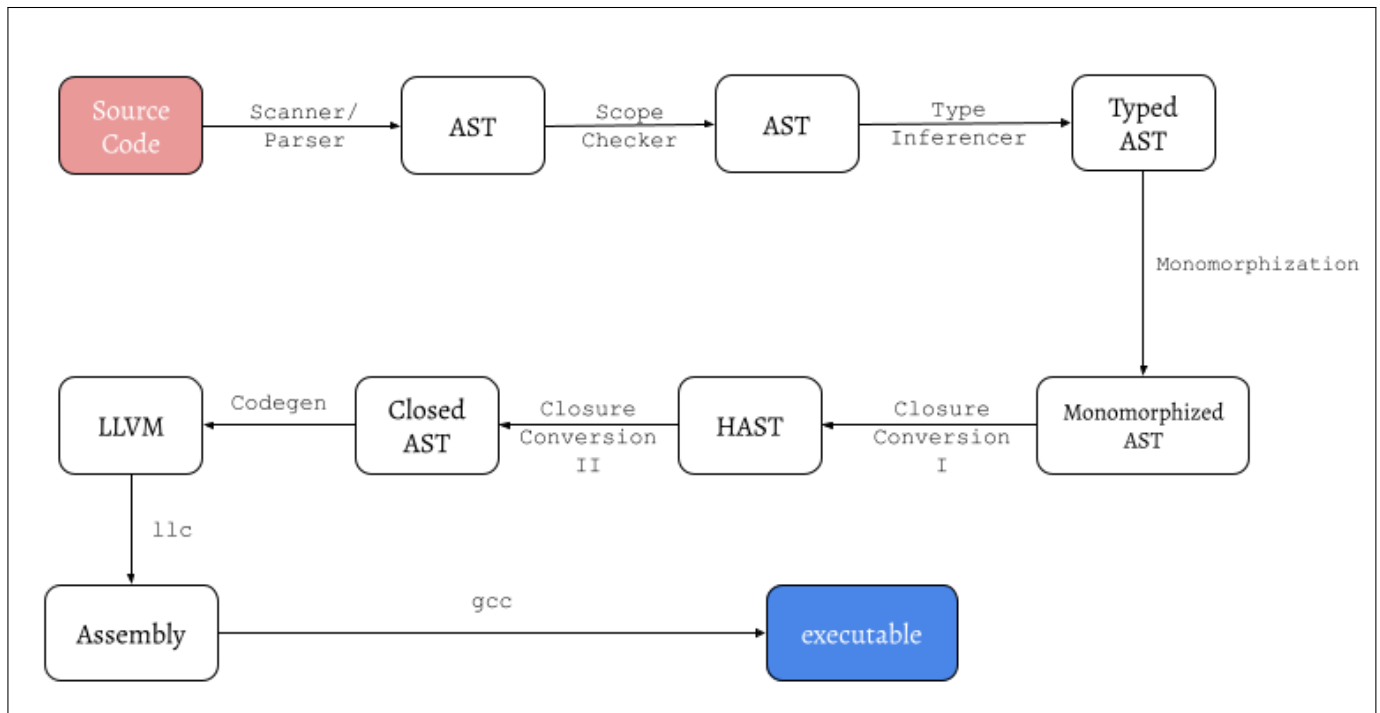 Source
Code
Scanner/
Parser
AST
Scope
Checker
AST
Type
Inferencer
Typed
AST
Monomorphization
Monomorphized
AST
Closure
Conversion
I
HAST
Closure
Conversion
II
Closed
AST
Codegen
LLVM
llc
Assembly
gcc
executable